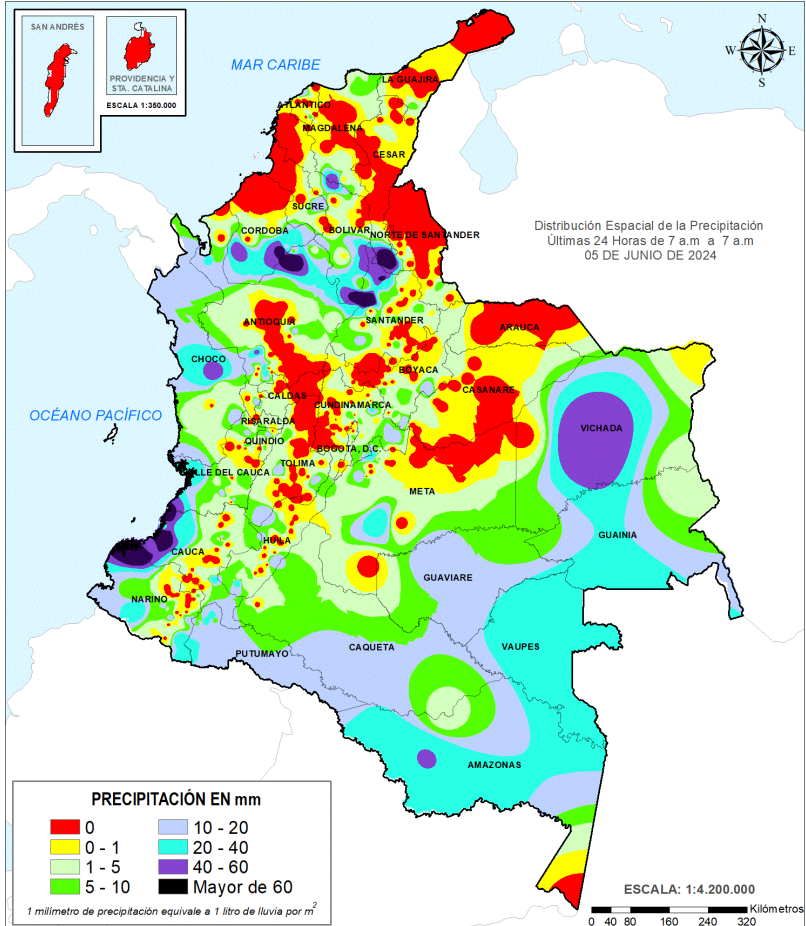 SAN ANDRÉS
PROVIDENCIA Y
STA. CATALINA
ESCALA 1:350.000
MAR CARIBE
N
W
E
S
LA GUAJIRA
ATLANTICO
MAGDALENA
CESAR
SUCRE
CORDOBA
BOLIVAR
NORTE DE SANTANDER
Distribución Espacial de la Precipitación
Últimas 24 Horas de 7 a.m a 7 a.m
05 DE JUNIO DE 2024
ANTIOQUIA
SANTANDER
ARAUCA
CHOCO
BOYACA
CASANARE
CALDAS
CUNDINAMARCA
OCÉANO PACÍFICO
RISARALDA
VICHADA
QUINDIO
BOGOTA, D.C.
TOLIMA
VALLE DEL CAUCA
META
GUAINIA
HUILA
CAUCA
GUAVIARE
NARIÑO
VAUPES
CAQUETA
PUTUMAYO
AMAZONAS
PRECIPITACIÓN EN mm
0
0 - 1
1 - 5
5 - 10
10 - 20
20 - 40
40 - 60
Mayor de 60
1 milímetro de precipitación equivale a 1 litro de lluvia por m2
ESCALA: 1:4.200.000
Kilómetros
0 40 80 160 240 320